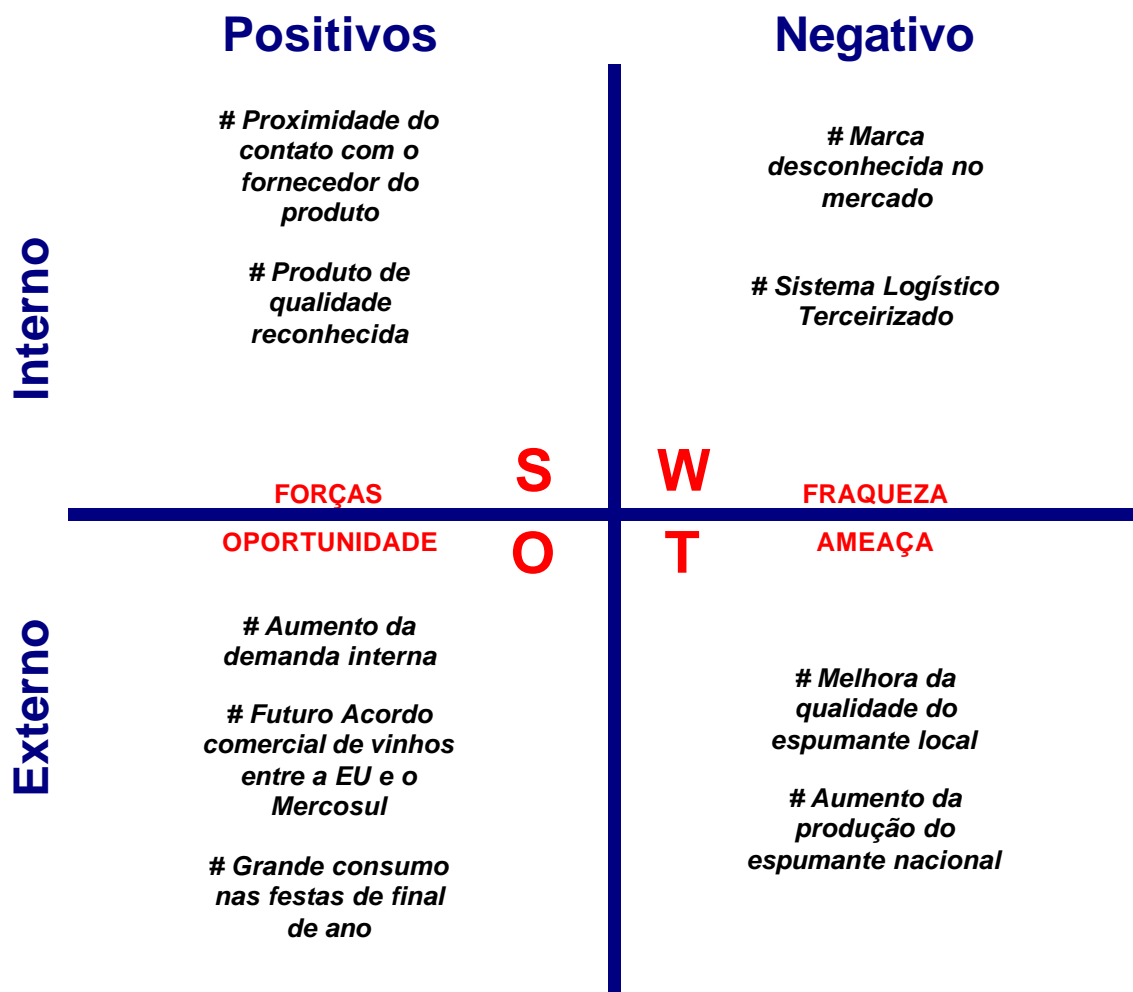 Positivos
Negativo
Interno
# Proximidade do
contato com o
fornecedor do
produto
# Produto de
qualidade
reconhecida
# Marca
desconhecida no
mercado
# Sistema Logístico
Terceirizado
S
FORÇAS
W
FRAQUEZA
OPORTUNIDADE
O
T
AMEAÇA
Externo
# Aumento da
demanda interna
# Futuro Acordo
comercial de vinhos
entre a EU e o
Mercosul
# Grande consumo
nas festas de final
de ano
# Melhora da
qualidade do
espumante local
# Aumento da
produção do
espumante nacional